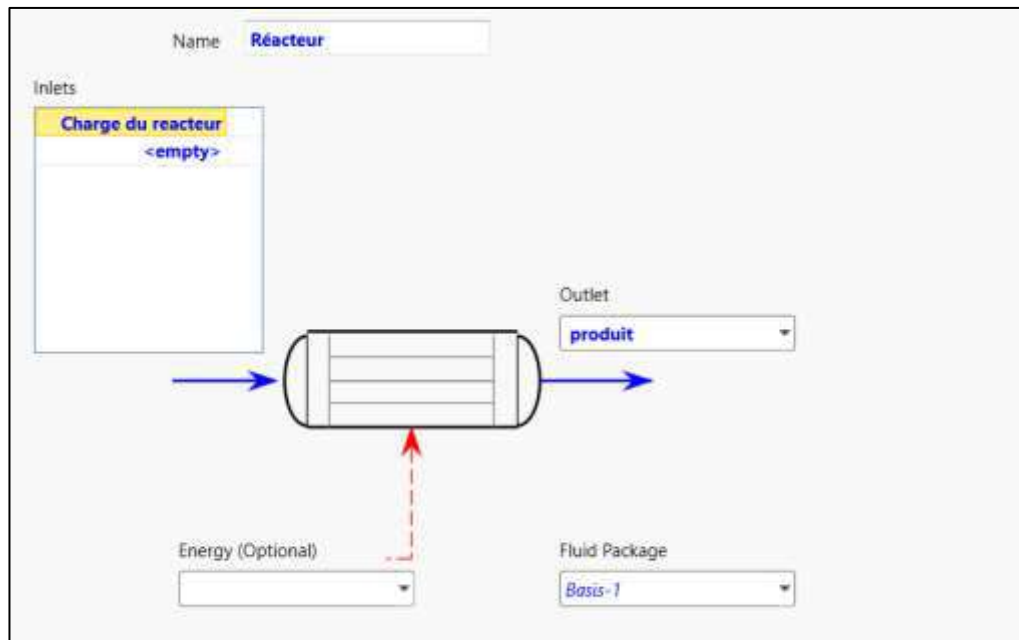 Name Réacteur
Inlets
Charge du reacteur
<empty>
Outlet
produit
Energy (Optional)
Fluid Package
Basis-1